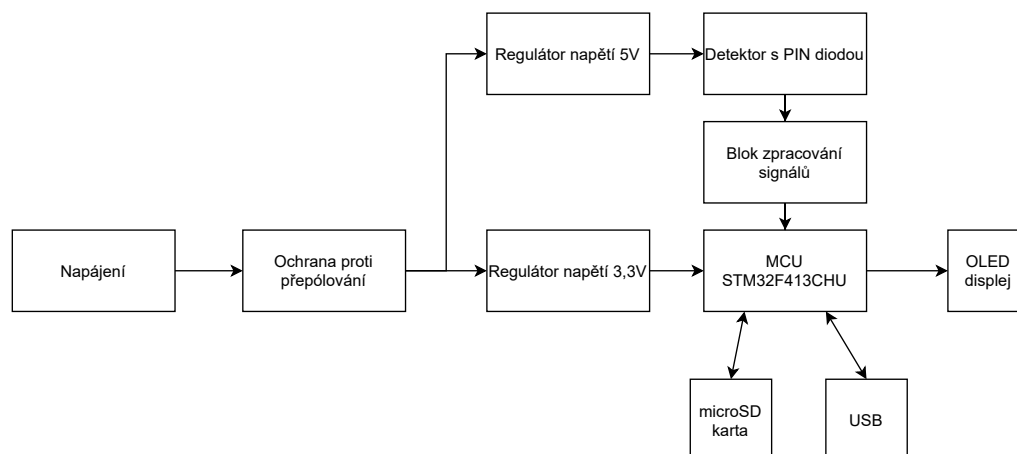 Regulátor napětí 5V
Detektor s PIN diodou
Blok zpracování
signálů
Napájení
Ochrana proti
přepólování
Regulátor napětí 3,3V
MCU
STM32F413CHU
OLED
displej
microSD
karta
USB